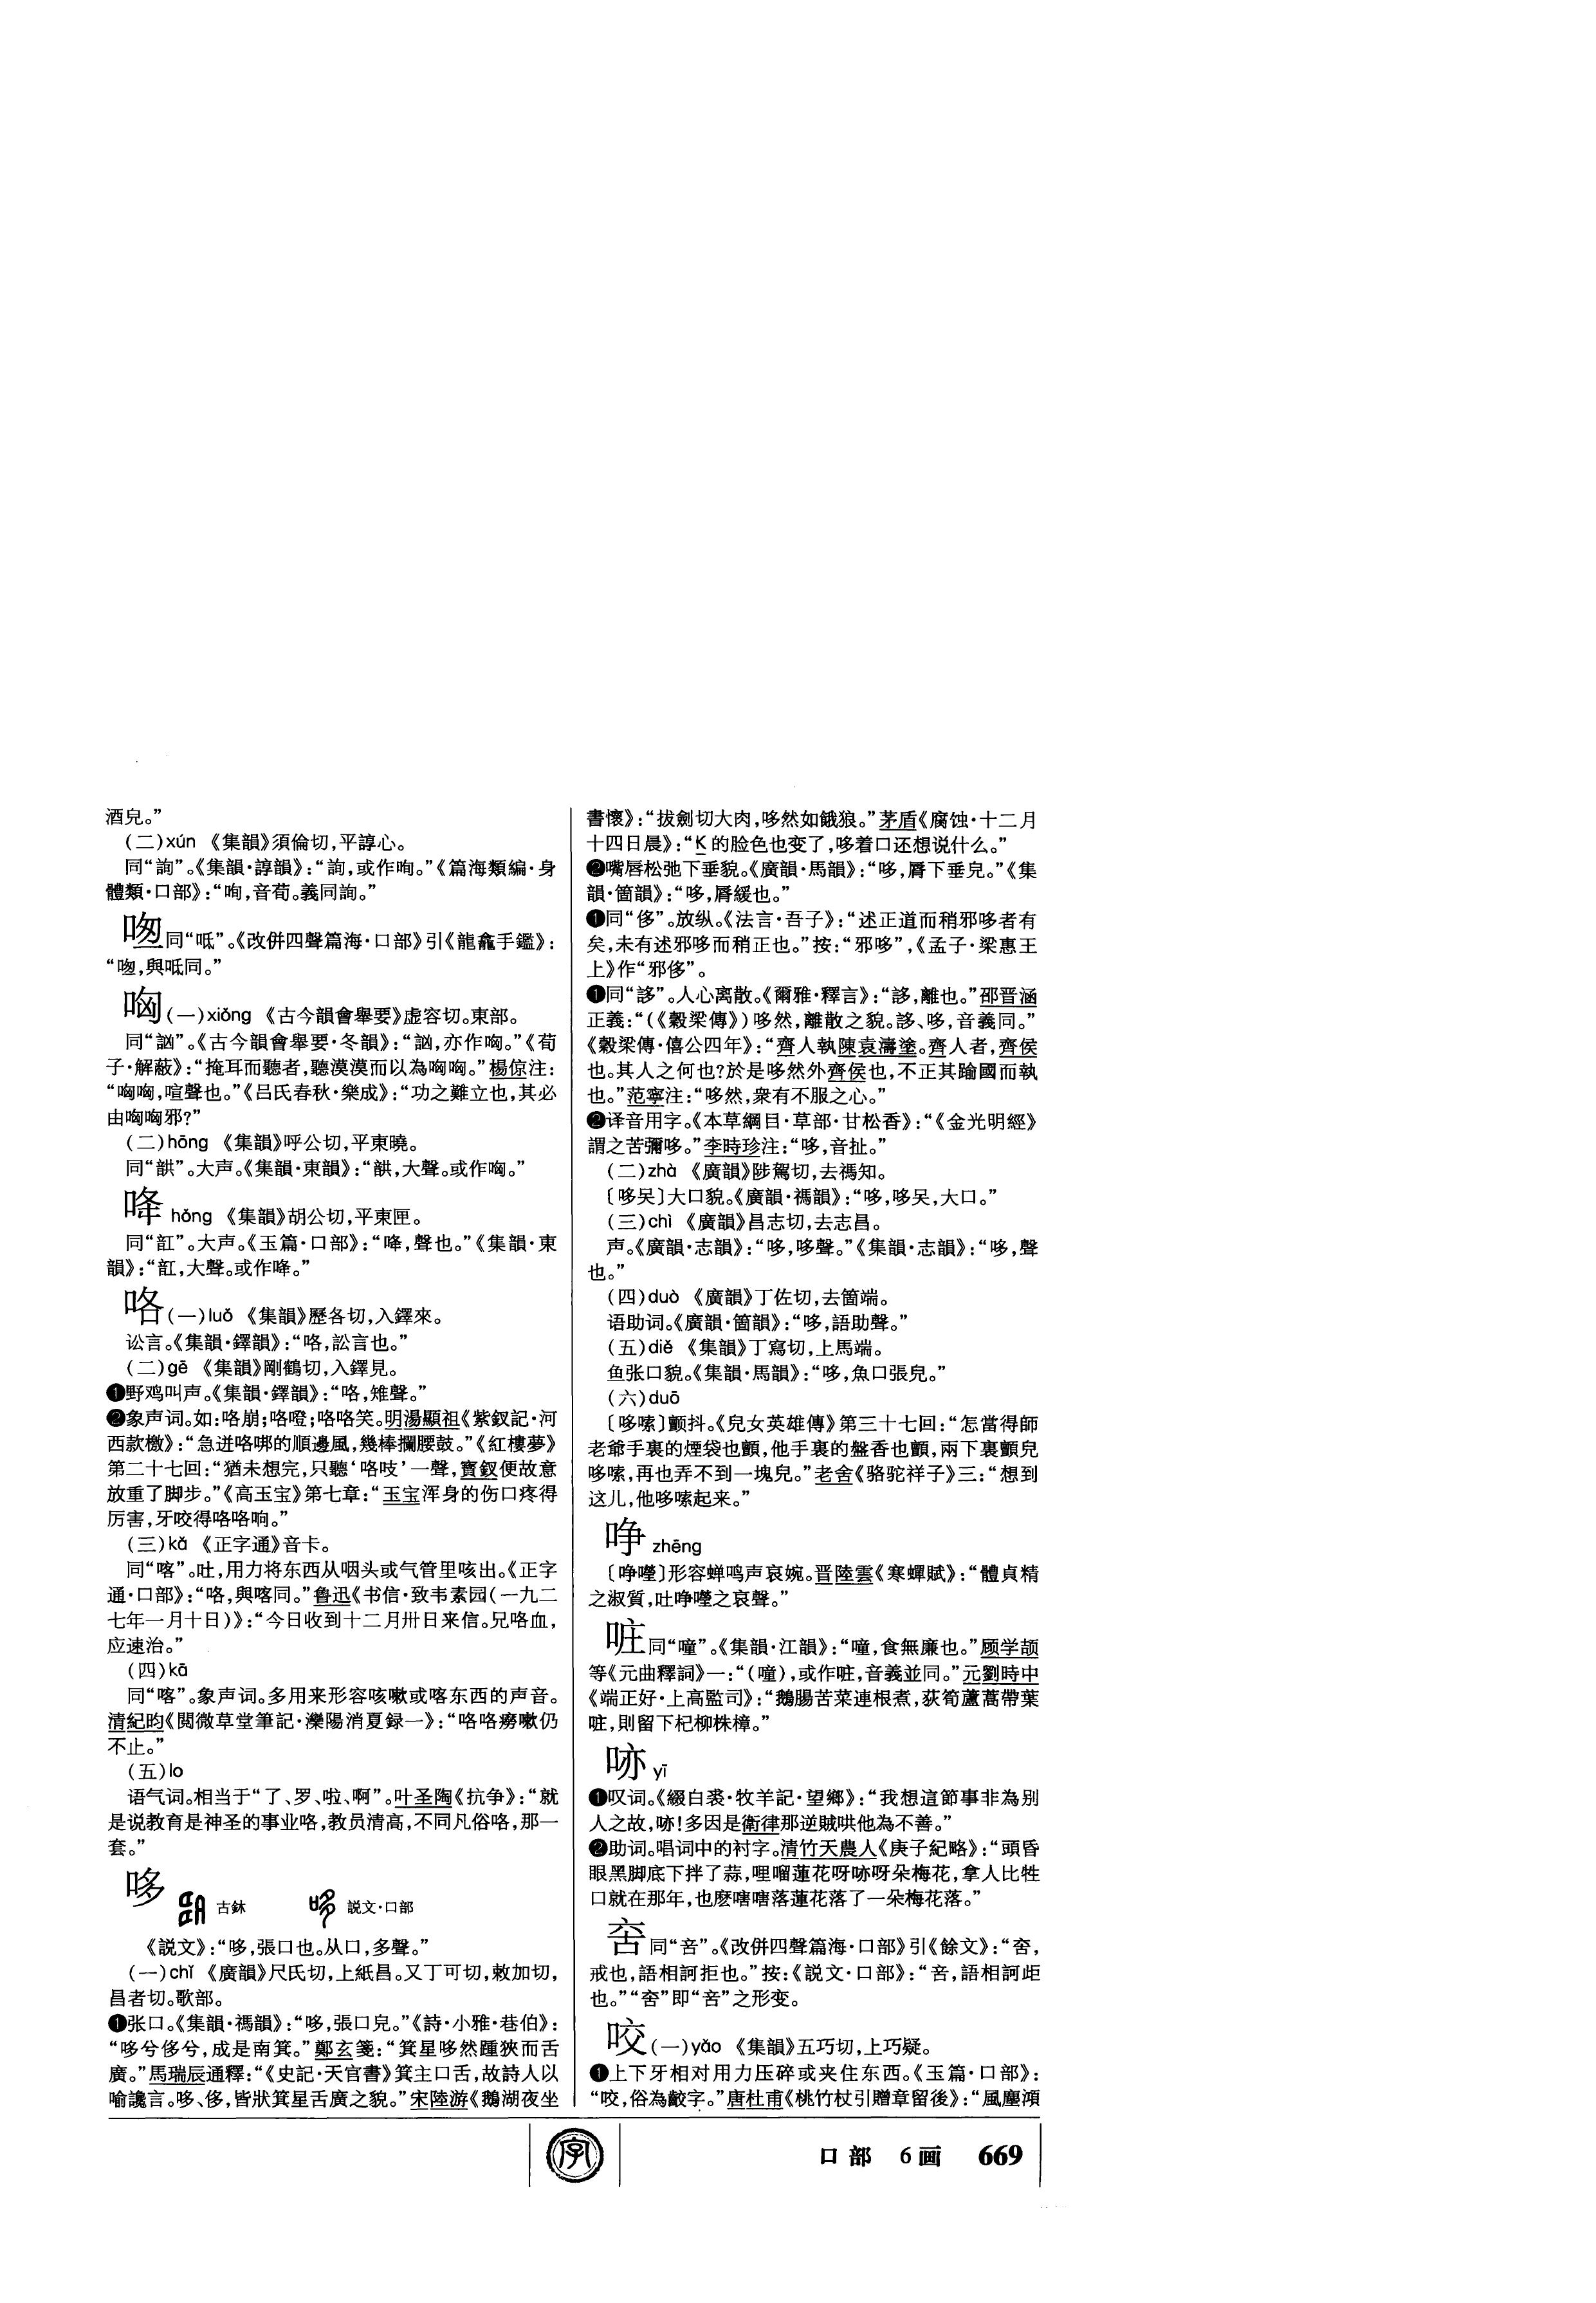 酒皃。”
(二)xún 《集韻》須倫切，平諄心。
同“詢”。《集韻·諄韻》：“詢，或作咰。”《篇海類編·身
體類·口部》：“咰，音荀。義同詢。”
同“呧”。《改併四聲篇海·口部》引《龍龕手鑑》：
“與呧同。”
哅(一)xiǒng 《古今韻會舉要》虚容切。東部。
同“訩”。《古今韻會舉要·冬韻》：“訩，亦作哅。”《荀
子·解蔽》：“掩耳而聽者，聽漠漠而以為哅哅。”楊倞注：
“哅哅，喧聲也。”《吕氏春秋·樂成》：“功之難立也，其必
由哅哅邪？”
(二)hōng 《集韻》呼公切，平東曉。
同“谼”。大声。《集韻·東韻》：“大聲。或作哅。”
哅 hǒng 《集韻》胡公切，平東匣。
同“訌”。大声。《玉篇·口部》：“聲也。”《集韻·東
韻》：“大聲。或作”
咯(一)luǒ 《集韻》歷各切，入鐸來。
讼言。《集韻·鐸韻》：“咯，訟言也。”
(二)gē 《集韻》剛鶴切，入鐸見。
❶野鸡叫声。《集韻·鐸韻》：“咯，雉聲。”
❷象声词。如：咯崩；咯噔；咯咯笑。明湯顯祖《紫釵記·河
西款檄》：“急迸咯哪的順邊風，幾棒攔腰鼓。”《紅樓夢》
第二十七回：“猶未想完，只聽‘咯吱’一聲，寶釵便故意
放重了脚步。”《高玉宝》第七章：“玉宝浑身的伤口疼得
厉害，牙咬得咯咯响。”
(三)kǎ 《正字通》音卡。
同“喀”。吐，用力将东西从咽头或气管里咳出。《正字
通·口部》：“咯，與喀同。”鲁迅《书信·致韦素园(一九二
七年一月十日)》：“今日收到十二月卅日来信。兄咯血，
应速治。”
(四)kā
同“喀”。象声词。多用来形容咳嗽或喀东西的声音。
清紀昀《閲微草堂筆記·灤陽消夏録一》：“咯咯癆嗽仍
不止。”
(五)lo
语气词。相当于“了、罗、啦、啊”。叶圣陶《抗争》：“就
是说教育是神圣的事业咯，教员清高，不同凡俗咯，那一
套。”
哆 古鉨 説文·口部
《説文》：“哆，張口也。从口，多聲。”
(一)chǐ 《廣韻》尺氏切，上紙昌。又丁可切，敕加切，
昌者切。歌部。
❶张口。《集韻·禡韻》：“哆，張口皃。”《詩·小雅·巷伯》：
“哆兮侈兮，成是南箕。”鄭玄箋：“箕星哆然踵狹而舌
廣。”馬瑞辰通釋：“《史記·天官書》箕主口舌，故詩人以
喻讒言。哆、侈，皆狀箕星舌廣之貌。”宋陸游《鵝湖夜坐
書懷》：“拔劍切大肉，哆然如餓狼。”茅盾《腐蚀·十二月
十四日晨》：“K的脸色也变了，哆着口还想说什么。”
❷嘴唇松弛下垂貌。《廣韻·馬韻》：“哆，脣下垂皃。”《集
韻·箇韻》：“哆，脣緩也。”
❶同“侈”。放纵。《法言·吾子》：“述正道而稍邪哆者有
矣，未有述邪哆而稍正也。”按：“邪哆”，《孟子·梁惠王
上》作“邪侈”。
❶同“誃”。人心离散。《爾雅·釋言》：“誃，離也。”邵晋涵
正義：“(《穀梁傳》)哆然，離散之貌。誃、哆，音義同。”
《穀梁傳·僖公四年》：“齊人執陳袁濤塗。齊人者，齊侯
也。其人之何也？於是哆然外齊侯也，不正其踰國而執
也。”范寧注：“哆然，衆有不服之心。”
❷译音用字。《本草綱目·草部·甘松香》：“《金光明經》
謂之苦彌哆。”李時珍注：“哆，音扯。”
(二)zhà 《廣韻》陟駕切，去禡知。
〔哆吳〕大口貌。《廣韻·禡韻》：“哆，哆吳，大口。”
(三)chì 《廣韻》昌志切，去志昌。
声。《廣韻·志韻》：“哆，哆聲。”《集韻·志韻》：“哆，聲
也。”
(四)duò 《廣韻》丁佐切，去箇端。
语助词。《廣韻·箇韻》：“哆，語助聲。”
(五)diě 《集韻》丁寫切，上馬端。
鱼张口貌。《集韻·馬韻》：“哆，魚口張皃。”
(六)duō
〔哆嗦〕颤抖。《兒女英雄傳》第三十七回：“怎當得師
老爺手裏的煙袋也顫，他手裏的盤香也顫，兩下裏顫兒
哆嗦，再也弄不到一塊兒。”老舍《骆驼祥子》三：“想到
这儿，他哆嗦起来。”
哰 zhēng
〔噿〕形容蝉鸣声哀婉。晋陸雲《寒蟬賦》：“體貞精
之淑質，吐之哀聲。”
咗同“噇”。《集韻·江韻》：“噇，食無廉也。”顾学颉
等《元曲釋詞》一：“(噇)，或作㕴，音義並同。”元劉時中
《端正好·上高監司》：“鵝腸苦菜連根煮，荻筍蘆蒿帶葉
㕴，則留下杞柳株樟。”
㖂 yī
❶叹词。《綴白裘·牧羊記·望鄉》：“我想這節事非為别
人之故，！多因是衛律那逆賊哄他為不善。”
❷助词。唱词中的衬字。清竹天農人《庚子紀略》：“頭昏
眼黑脚底下拌了蒜，哩嚠蓮花呀呀朵梅花，拿人比牲
口就在那年，也麽嗐嗐落蓮花落了一朵梅花落。”
同“㖕”。《改併四聲篇海·口部》引《餘文》：
戒也，語相訶拒也。”按：《説文·口部》：“語相訶歫
也。”即之形变。
咬(一)yǎo 《集韻》五巧切，上巧疑。
❶上下牙相对用力压碎或夹住东西。《玉篇·口部》：
“咬，俗為齩字。”唐杜甫《桃竹杖引贈章留後》：“風塵澒
字
口部 6画 669